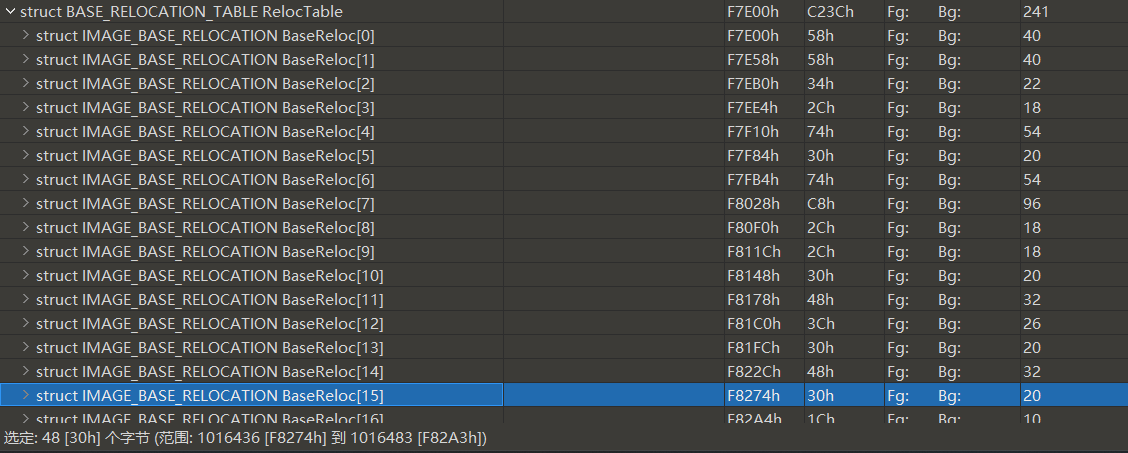 struct BASE_RELOCATION_TABLE RelocTable F7E00h C23Ch Fg: Bg: 241
struct IMAGE_BASE_RELOCATION BaseReloc[0] F7E00h 58h Fg: Bg: 40
struct IMAGE_BASE_RELOCATION BaseReloc[1] F7E58h 58h Fg: Bg: 40
struct IMAGE_BASE_RELOCATION BaseReloc[2] F7EB0h 34h Fg: Bg: 22
struct IMAGE_BASE_RELOCATION BaseReloc[3] F7EE4h 2Ch Fg: Bg: 18
struct IMAGE_BASE_RELOCATION BaseReloc[4] F7F10h 74h Fg: Bg: 54
struct IMAGE_BASE_RELOCATION BaseReloc[5] F7F84h 30h Fg: Bg: 20
struct IMAGE_BASE_RELOCATION BaseReloc[6] F7FB4h 74h Fg: Bg: 54
struct IMAGE_BASE_RELOCATION BaseReloc[7] F8028h C8h Fg: Bg: 96
struct IMAGE_BASE_RELOCATION BaseReloc[8] F80F0h 2Ch Fg: Bg: 18
struct IMAGE_BASE_RELOCATION BaseReloc[9] F811Ch 2Ch Fg: Bg: 18
struct IMAGE_BASE_RELOCATION BaseReloc[10] F8148h 30h Fg: Bg: 20
struct IMAGE_BASE_RELOCATION BaseReloc[11] F8178h 48h Fg: Bg: 32
struct IMAGE_BASE_RELOCATION BaseReloc[12] F81C0h 3Ch Fg: Bg: 26
struct IMAGE_BASE_RELOCATION BaseReloc[13] F81FCh 30h Fg: Bg: 20
struct IMAGE_BASE_RELOCATION BaseReloc[14] F822Ch 48h Fg: Bg: 32
struct IMAGE_BASE_RELOCATION BaseReloc[15] F8274h 30h Fg: Bg: 20
struct IMAGE_BASE_RELOCATION BaseReloc[16] F82A4h 1Ch Fg: Bg: 10
选定: 48 [30h] 个字节 (范围: 1016436 [F8274h] 到 1016483 [F82A3h])